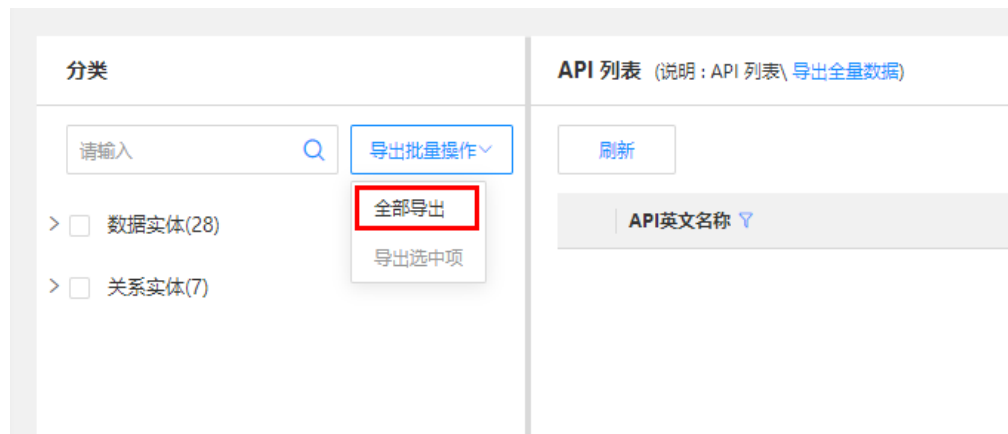 分类
API 列表 (说明 : API 列表\ 导出全量数据)
请输入
导出批量操作
刷新
全部导出
数据实体(28)
API英文名称
导出选中项
关系实体(7)